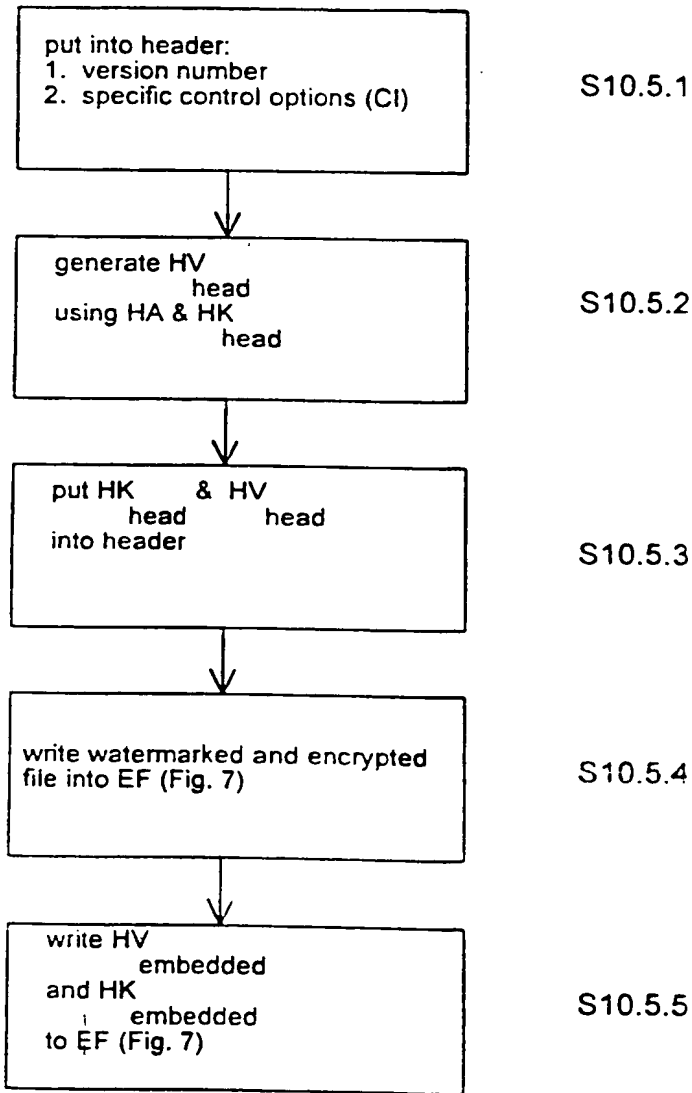 put into header:
1. version number
2. specific control options (CI)
S10.5.1
generate HV
head
using HA & HK
head
S10.5.2
put HK & HV
head head
into header
S10.5.3
write watermarked and encrypted
file into EF (Fig. 7)
S10.5.4
write HV
embedded
and HK
embedded
to EF (Fig. 7)
S10.5.5